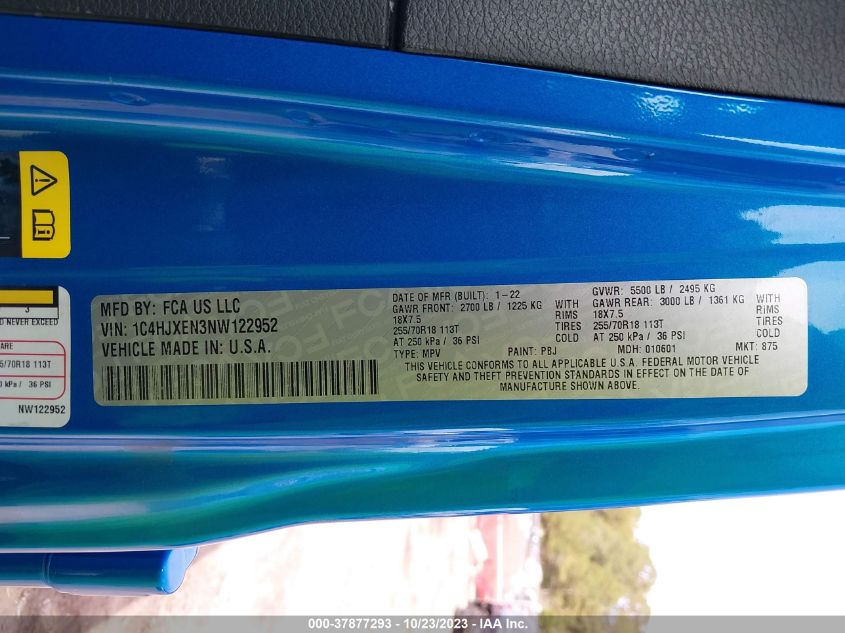 MFD BY: FCA US LLC
VIN: 1C4HJXEN3NW122952
VEHICLE MADE IN: U.S.A.
DATE OF MFR (BUILT): 1-22
GAWR FRONT: 2700 LB / 1225 KG WITH
18X7.5 RIMS
255/70R18 113T TIRES
AT 250 kPa / 36 PSI COLD
TYPE: MPV PAINT: PBJ
GVWR: 5500 LB / 2495 KG
GAWR REAR: 3000 LB / 1361 KG WITH
18X7.5 RIMS
255/70R18 113T TIRES
AT 250 kPa / 36 PSI COLD
MDH: 010601 MKT: 875
THIS VEHICLE CONFORMS TO ALL APPLICABLE U.S.A. FEDERAL MOTOR VEHICLE
SAFETY AND THEFT PREVENTION STANDARDS IN EFFECT ON THE DATE OF
MANUFACTURE SHOWN ABOVE.
3
NEVER EXCEED
5/70R18 113T
kPa / 36 PSI
NW122952
000-37877293 - 10/23/2023 - IAA Inc.